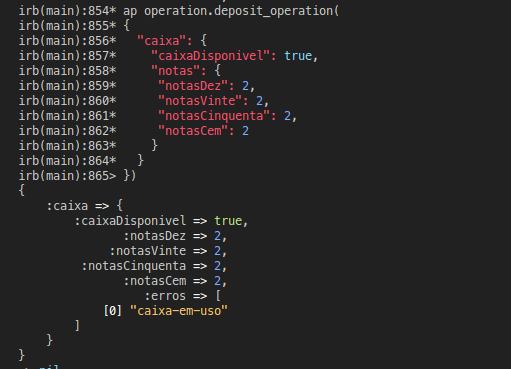 irb(main):854* ap operation.deposit_operation(
irb(main):855* {
irb(main):856*   "caixa": {
irb(main):857*     "caixaDisponivel": true,
irb(main):858*     "notas": {
irb(main):859*      "notasDez": 2,
irb(main):860*      "notasVinte": 2,
irb(main):861*      "notasCinquenta": 2,
irb(main):862*      "notasCem": 2
irb(main):863*     }
irb(main):864*   }
irb(main):865> })
{
    :caixa => {
        :caixaDisponivel => true,
               :notasDez => 2,
             :notasVinte => 2,
         :notasCinquenta => 2,
               :notasCem => 2,
                  :erros => [
            [0] "caixa-em-uso"
        ]
    }
}